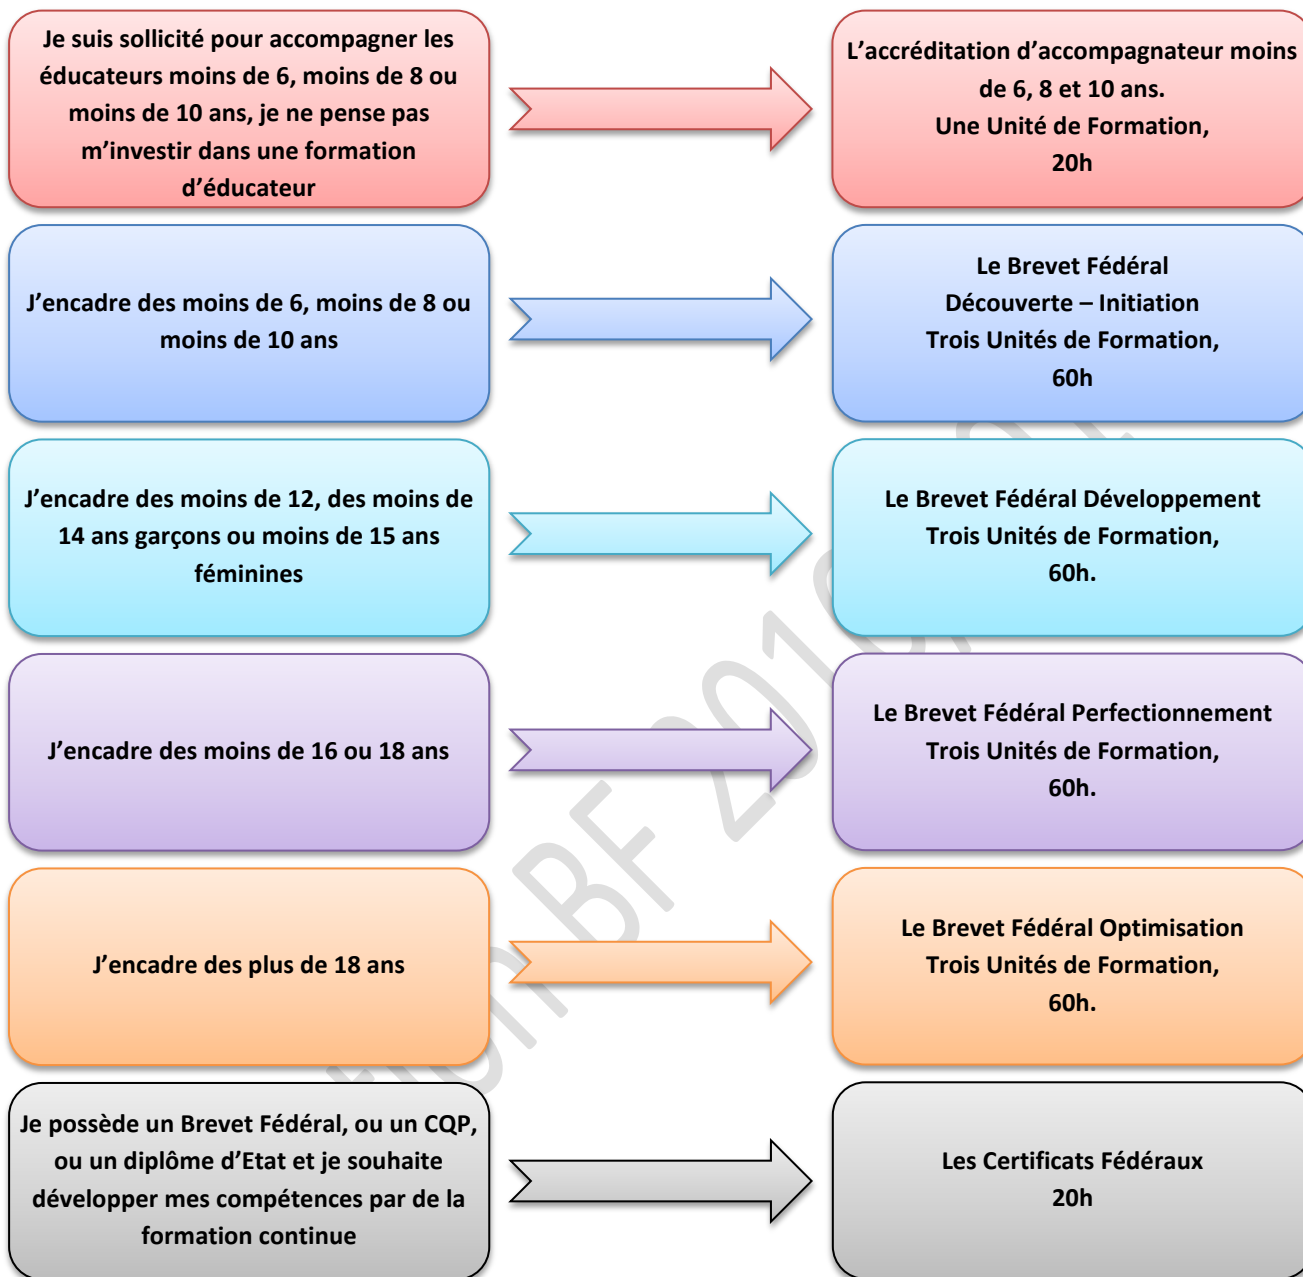 Je suis sollicité pour accompagner les
éducateurs moins de 6, moins de 8 ou
moins de 10 ans, je ne pense pas
m’investir dans une formation
d’éducateur
L’accréditation d’accompagnateur moins
de 6, 8 et 10 ans.
Une Unité de Formation,
20h
J’encadre des moins de 6, moins de 8 ou
moins de 10 ans
Le Brevet Fédéral
Découverte – Initiation
Trois Unités de Formation,
60h
J’encadre des moins de 12, des moins de
14 ans garçons ou moins de 15 ans
féminines
Le Brevet Fédéral Développement
Trois Unités de Formation,
60h.
J’encadre des moins de 16 ou 18 ans
Le Brevet Fédéral Perfectionnement
Trois Unités de Formation,
60h.
J’encadre des plus de 18 ans
Le Brevet Fédéral Optimisation
Trois Unités de Formation,
60h.
Je possède un Brevet Fédéral, ou un CQP,
ou un diplôme d’Etat et je souhaite
développer mes compétences par de la
formation continue
Les Certificats Fédéraux
20h
BF